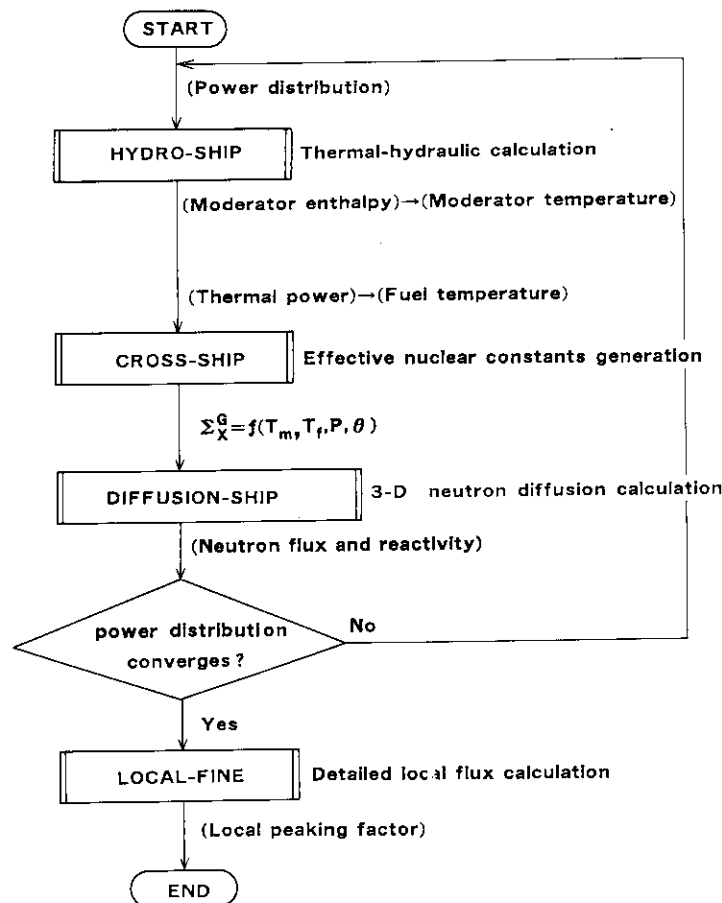 START
(Power distribution)
HYDRO-SHIP Thermal-hydraulic calculation
(Moderator enthalpy)→(Moderator temperature)
(Thermal power)→(Fuel temperature)
CROSS-SHIP Effective nuclear constants generation
Σ_X^G=f(T_m, T_f, P, θ)
DIFFUSION-SHIP 3-D neutron diffusion calculation
(Neutron flux and reactivity)
power distribution No
converges?
Yes
LOCAL-FINE Detailed local flux calculation
(Local peaking factor)
END